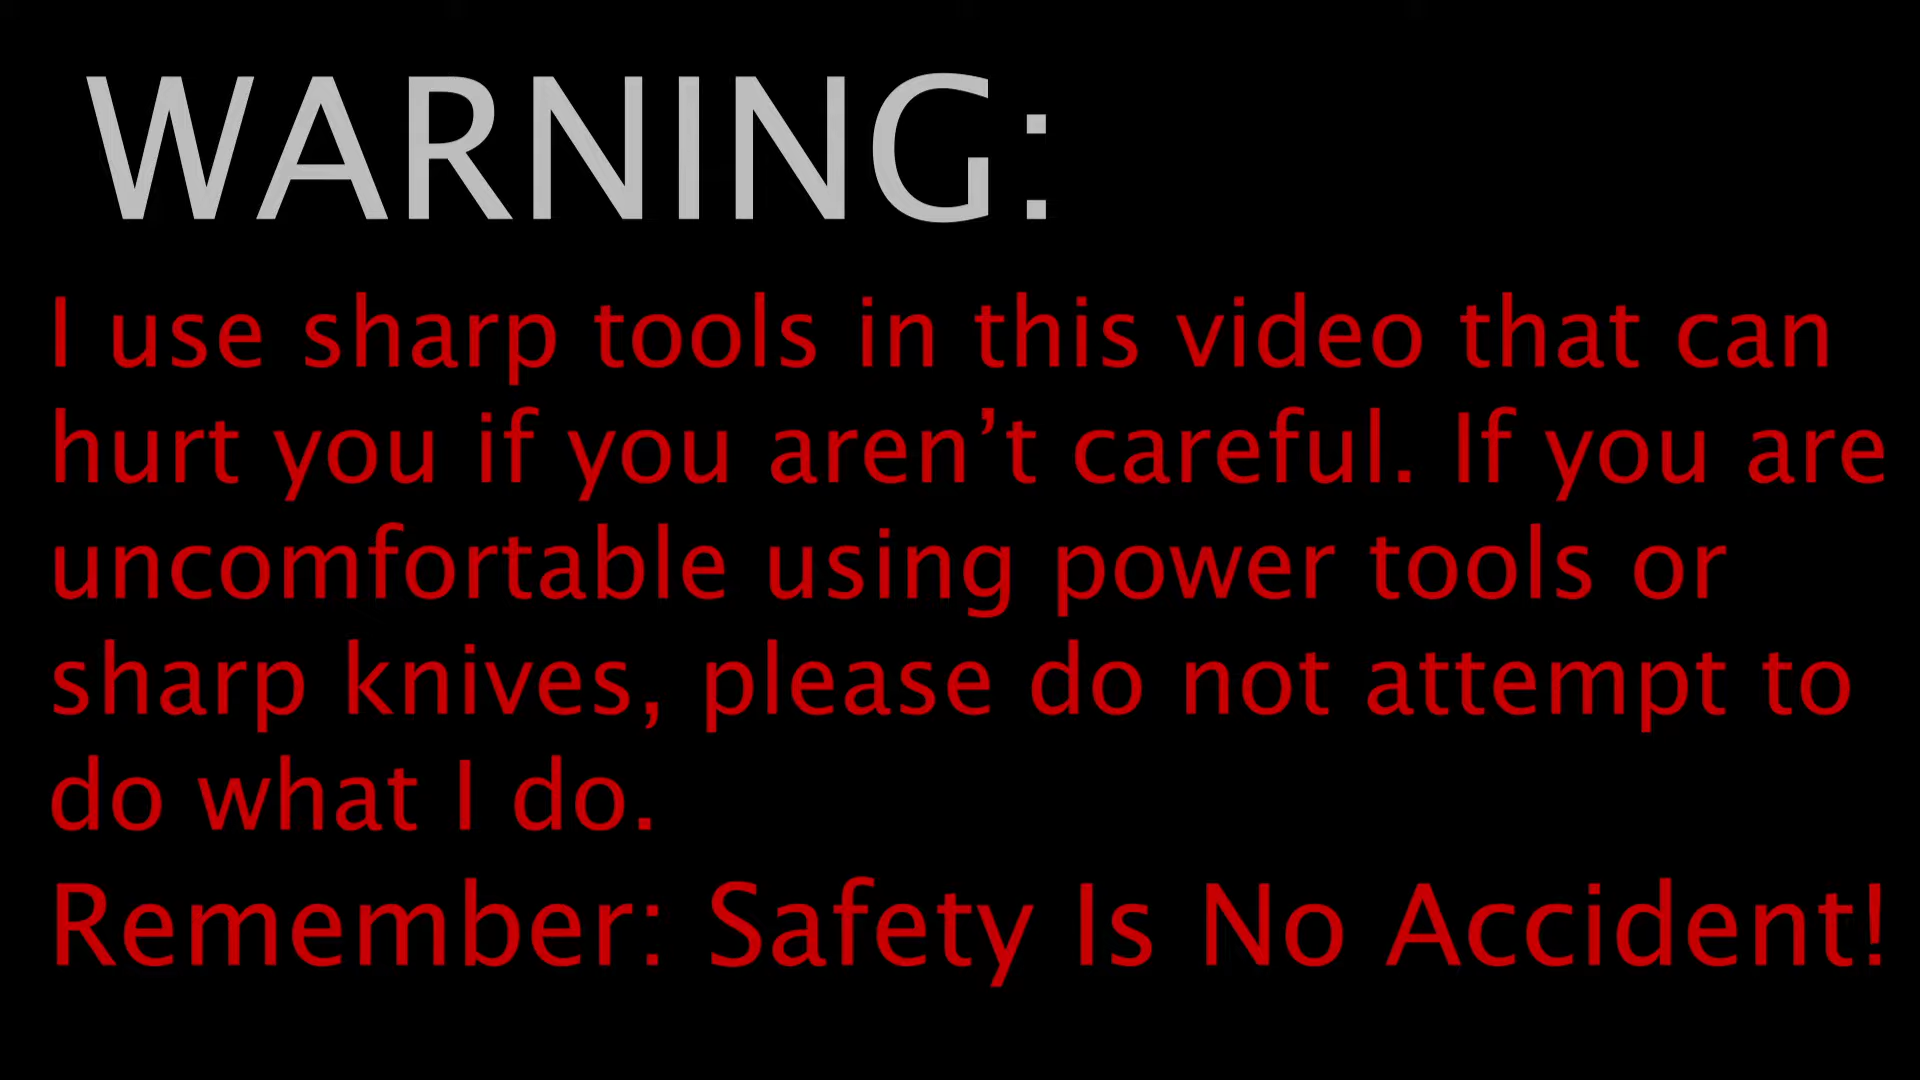 WARNING:
I use sharp tools in this video that can
hurt you if you aren’t careful. If you are
uncomfortable using power tools or
sharp knives, please do not attempt to
do what I do.
Remember: Safety Is No Accident!